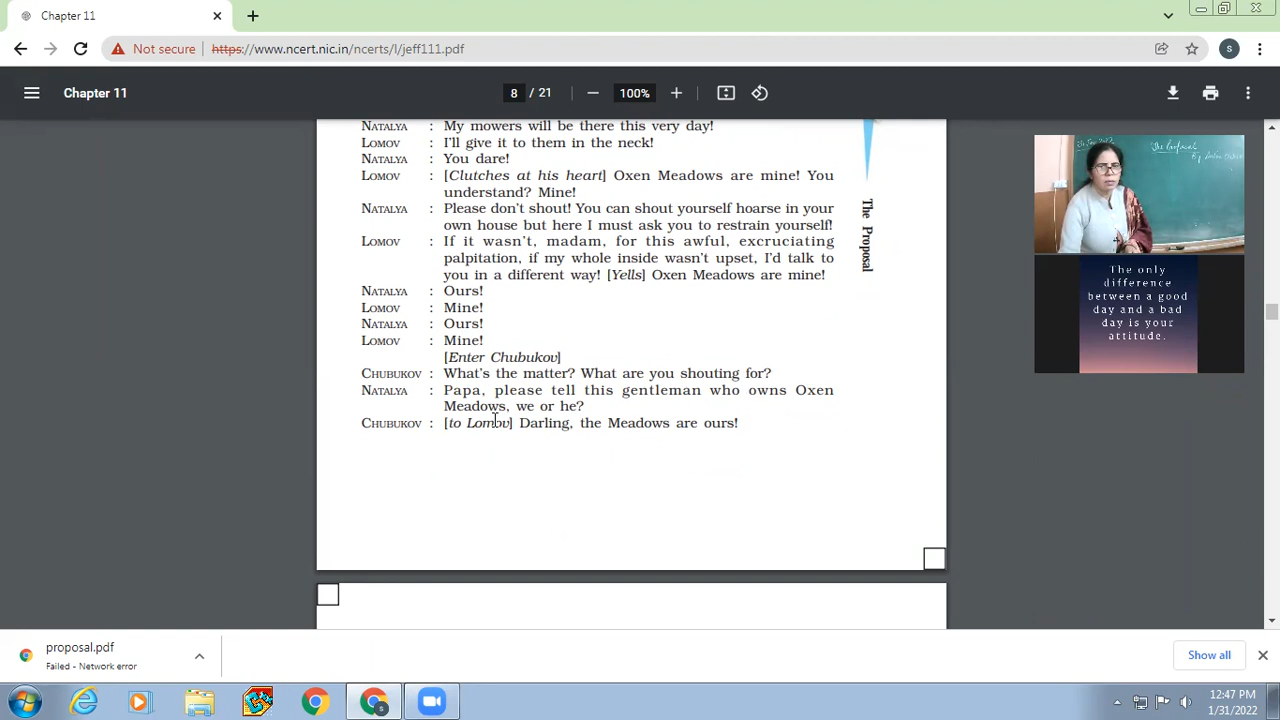 Chapter 11
Not secure
https://www.ncert.nic.in/ncerts/l/jeff111.pdf
S
Chapter 11
8 / 21
100%
NATALYA : My mowers will be there this very day!
LOMOV : I'll give it to them in the neck!
NATALYA : You dare!
LOMOV : [Clutches at his heart] Oxen Meadows are mine! You
understand? Mine!
NATALYA : Please don't shout! You can shout yourself hoarse in your
own house but here I must ask you to restrain yourself!
LOMOV : If it wasn't, madam, for this awful, excruciating
palpitation, if my whole inside wasn't upset, I'd talk to
you in a different way! [Yells] Oxen Meadows are mine!
NATALYA : Ours!
LOMOV : Mine!
NATALYA : Ours!
LOMOV : Mine!
[Enter Chubukov]
CHUBUKOV : What's the matter? What are you shouting for?
NATALYA : Papa, please tell this gentleman who owns Oxen
Meadows, we or he?
CHUBUKOV : [to Lomov] Darling, the Meadows are ours!
The Proposal
The Proposal
The only
difference
between a good
day and a bad
day is your
attitude.
proposal.pdf
Failed - Network error
Show all
12:47 PM
1/31/2022